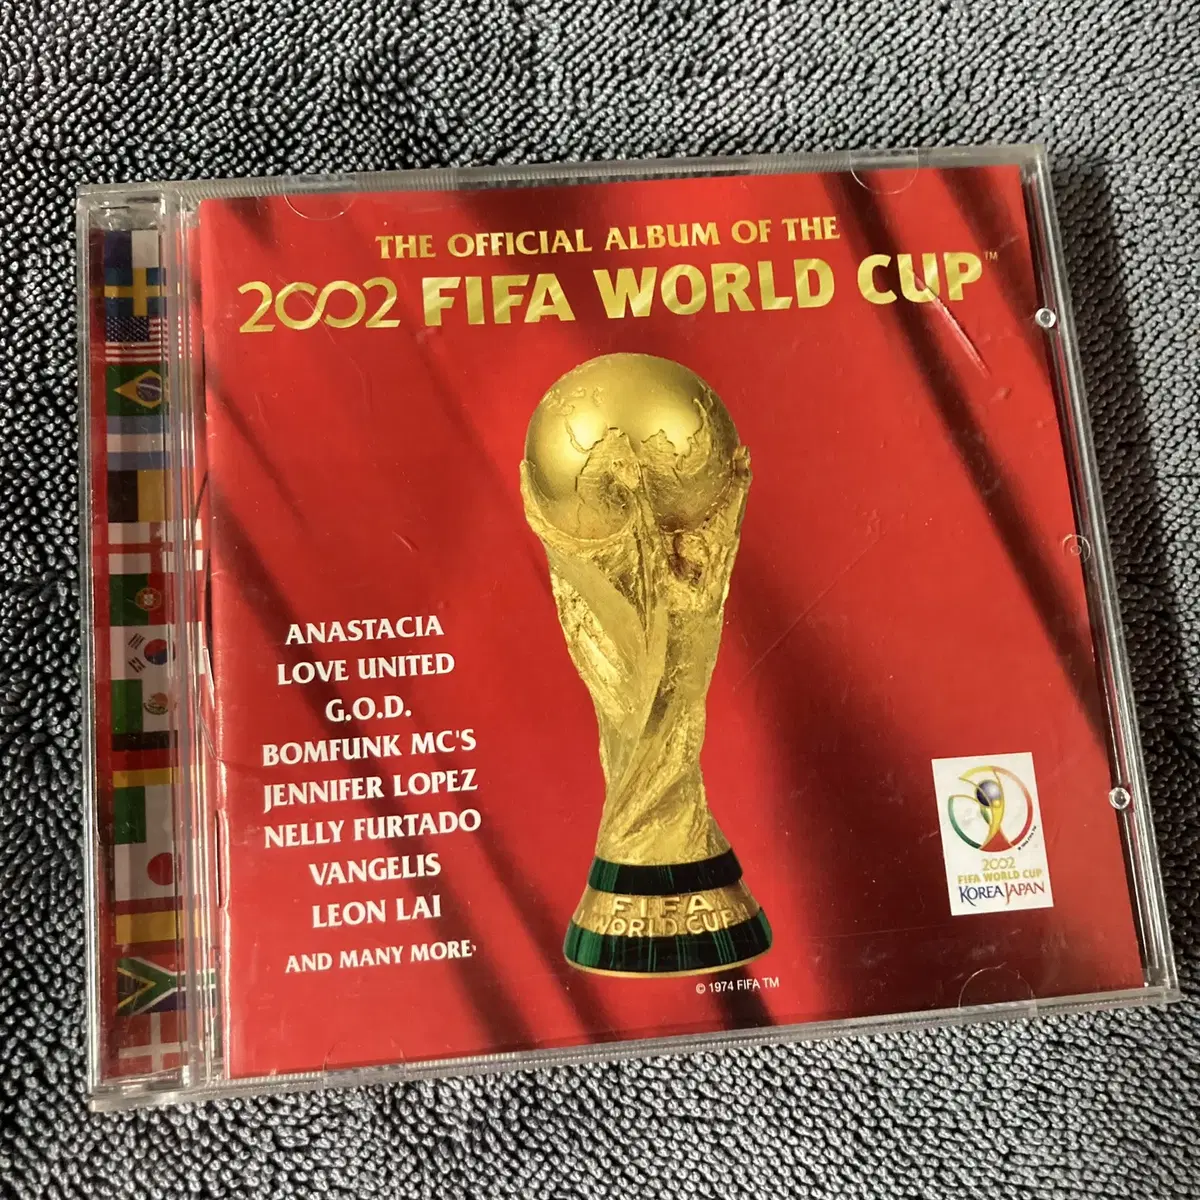 THE OFFICIAL ALBUM OF THE
2002 FIFA WORLD CUP™
ANASTACIA
LOVE UNITED
G.O.D.
BOMFUNK MC'S
JENNIFER LOPEZ
NELLY FURTADO
VANGELIS
LEON LAI
AND MANY MORE
FIFA
WORLD CUP
© 1974 FIFA TM
2002
FIFA WORLD CUP
KOREA JAPAN